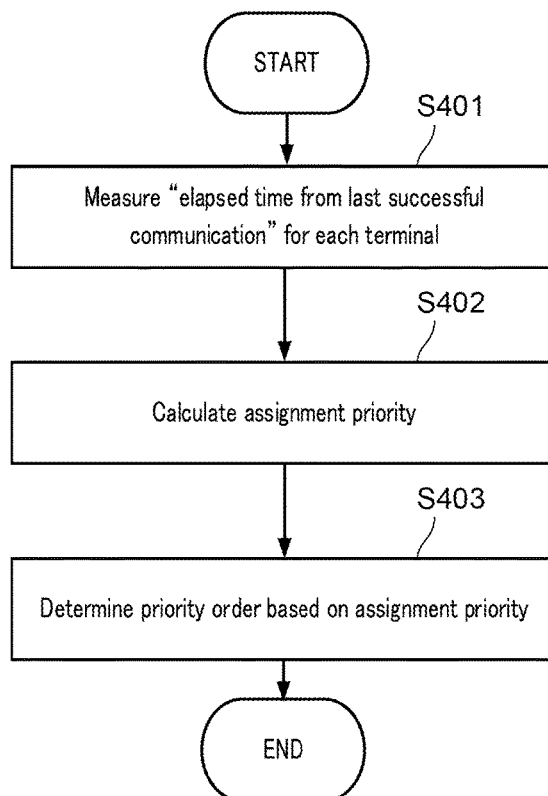 START
S401
Measure “elapsed time from last successful
communication” for each terminal
S402
Calculate assignment priority
S403
Determine priority order based on assignment priority
END